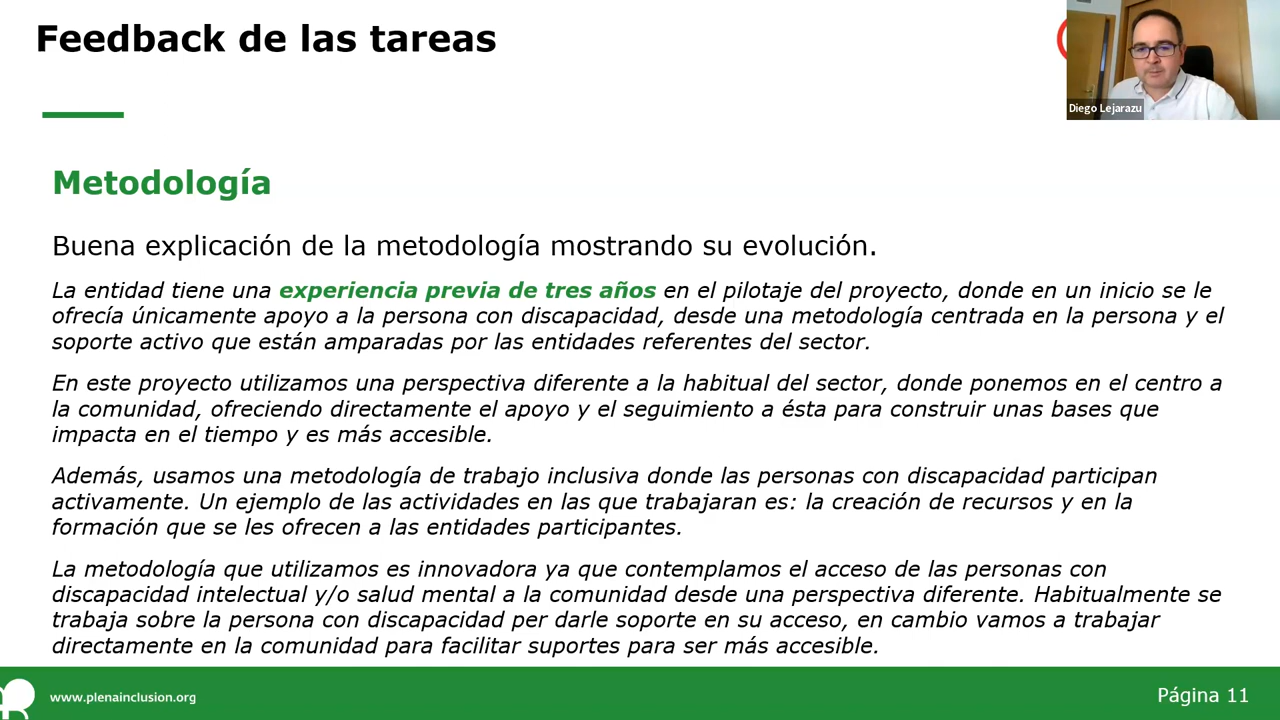 Feedback de las tareas
Diego Lejarazu
Metodología
Buena explicación de la metodología mostrando su evolución.
La entidad tiene una experiencia previa de tres años en el pilotaje del proyecto, donde en un inicio se le
ofrecía únicamente apoyo a la persona con discapacidad, desde una metodología centrada en la persona y el
soporte activo que están amparadas por las entidades referentes del sector.
En este proyecto utilizamos una perspectiva diferente a la habitual del sector, donde ponemos en el centro a
la comunidad, ofreciendo directamente el apoyo y el seguimiento a ésta para construir unas bases que
impacta en el tiempo y es más accesible.
Además, usamos una metodología de trabajo inclusiva donde las personas con discapacidad participan
activamente. Un ejemplo de las actividades en las que trabajaran es: la creación de recursos y en la
formación que se les ofrecen a las entidades participantes.
La metodología que utilizamos es innovadora ya que contemplamos el acceso de las personas con
discapacidad intelectual y/o salud mental a la comunidad desde una perspectiva diferente. Habitualmente se
trabaja sobre la persona con discapacidad per darle soporte en su acceso, en cambio vamos a trabajar
directamente en la comunidad para facilitar suportes para ser más accesible.
www.plenainclusion.org
Página 11